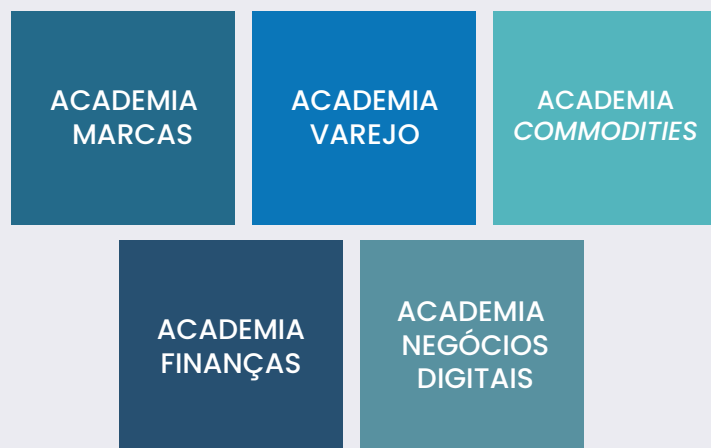 ACADEMIA
MARCAS
ACADEMIA
VAREJO
ACADEMIA
COMMODITIES
ACADEMIA
FINANÇAS
ACADEMIA
NEGÓCIOS
DIGITAIS